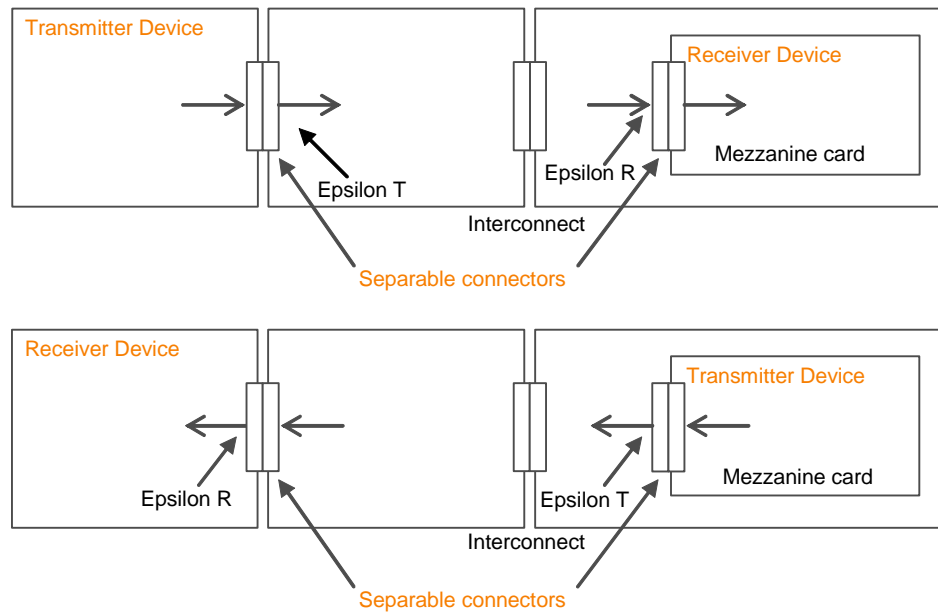 Transmitter Device
Receiver Device
Mezzanine card
Epsilon T
Epsilon R
Interconnect
Separable connectors
Receiver Device
Transmitter Device
Mezzanine card
Epsilon R
Epsilon T
Interconnect
Separable connectors